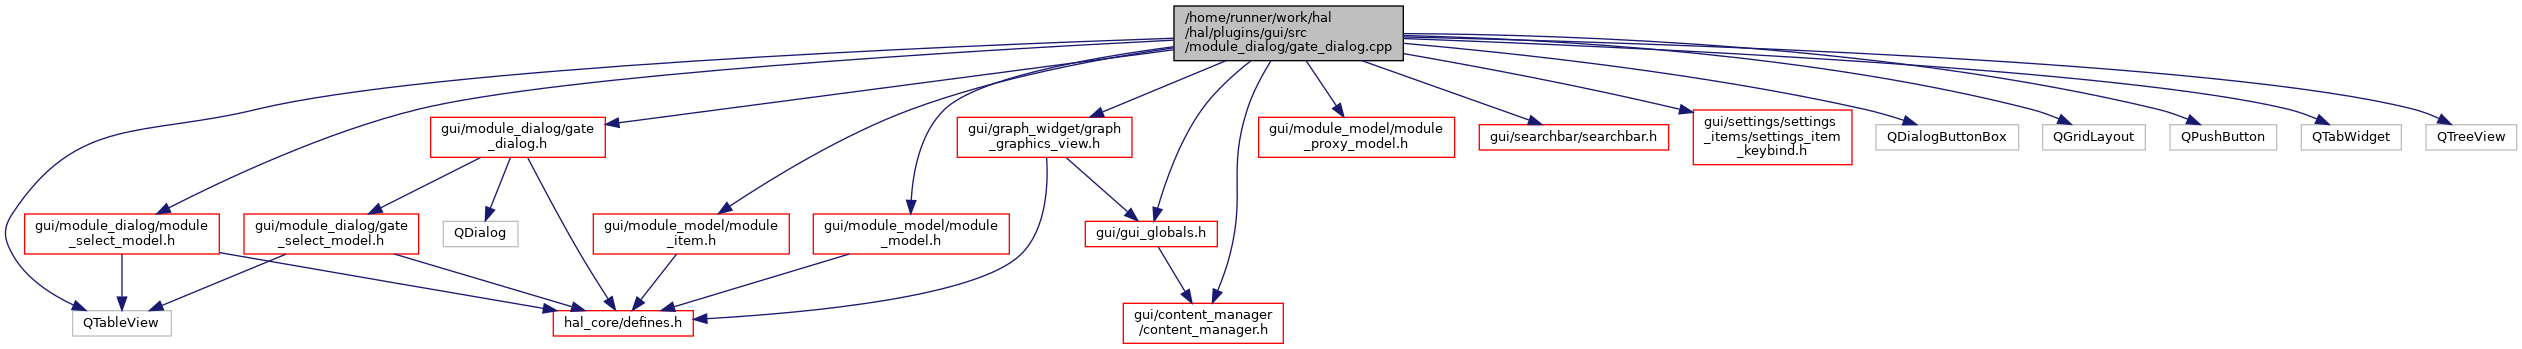 /home/runner/work/hal
/hal/plugins/gui/src
/module_dialog/gate_dialog.cpp
gui/module_dialog/gate
_dialog.h
gui/graph_widget/graph
_graphics_view.h
gui/module_model/module
_proxy_model.h
gui/searchbar/searchbar.h
gui/settings/settings
_items/settings_item
_keybind.h
QDialogButtonBox
QGridLayout
QPushButton
QTabWidget
QTreeView
gui/module_dialog/module
_select_model.h
gui/module_dialog/gate
_select_model.h
QDialog
gui/module_model/module
_item.h
gui/module_model/module
_model.h
gui/gui_globals.h
QTableView
hal_core/defines.h
gui/content_manager
/content_manager.h